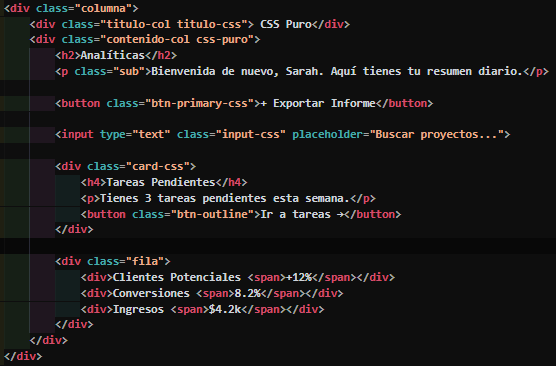 <div class="columna">
<div class="titulo-col titulo-css"> CSS Puro</div>
<div class="contenido-col css-puro">
<h2>Analíticas</h2>
<p class="sub">Bienvenida de nuevo, Sarah. Aquí tienes tu resumen diario.</p>
<button class="btn-primary-css">+ Exportar Informe</button>
<input type="text" class="input-css" placeholder="Buscar proyectos...">
<div class="card-css">
<h4>Tareas Pendientes</h4>
<p>Tienes 3 tareas pendientes esta semana.</p>
<button class="btn-outline">Ir a tareas →</button>
</div>
<div class="fila">
<div>Clientes Potenciales <span>+12%</span></div>
<div>Conversiones <span>8.2%</span></div>
<div>Ingresos <span>$4.2k</span></div>
</div>
</div>
</div>